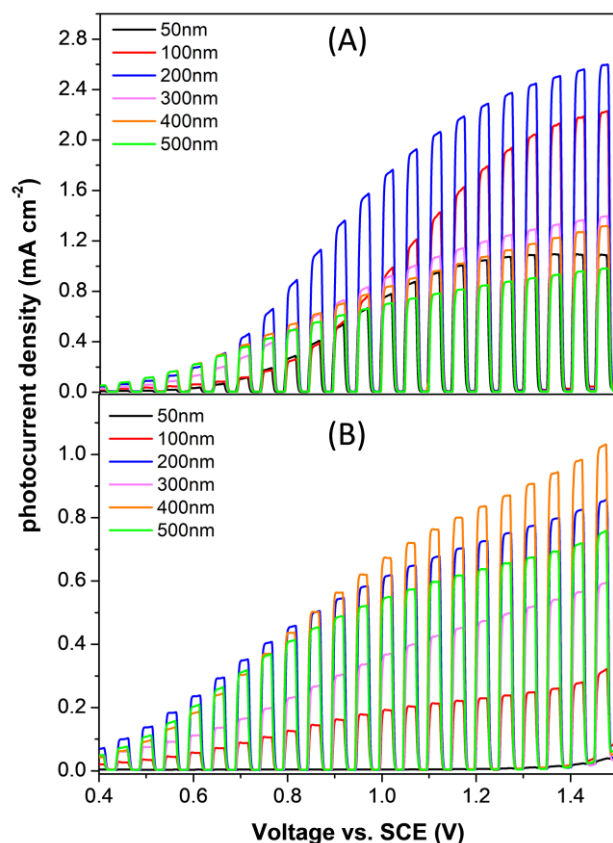 (A)
50nm
100nm
200nm
300nm
400nm
500nm
2.8
2.4
2.0
1.6
1.2
0.8
0.4
0.0
photocurrent density (mA cm⁻²)
(B)
50nm
100nm
200nm
300nm
400nm
500nm
1.0
0.8
0.6
0.4
0.2
0.0
0.4 0.6 0.8 1.0 1.2 1.4
Voltage vs. SCE (V)